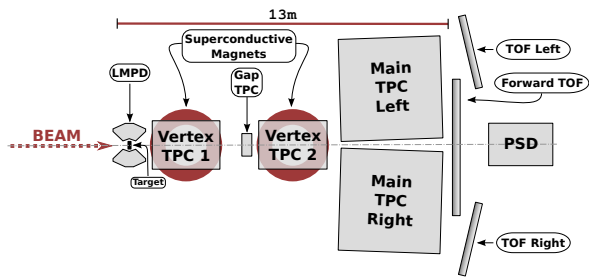 13m
Superconductive
Magnets
TOF Left
LMPD
Gap
TPC
Main
TPC
Left
Forward TOF
BEAM
Vertex
TPC 1
Vertex
TPC 2
PSD
Target
Main
TPC
Right
TOF Right